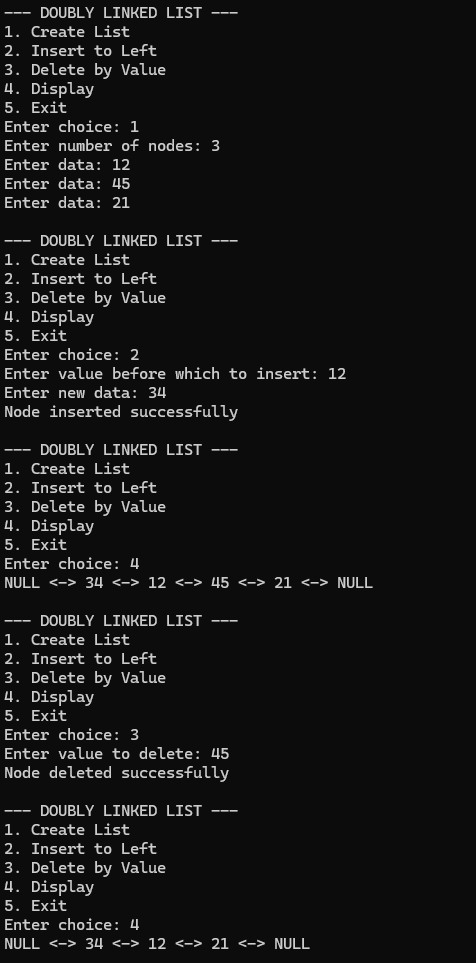 --- DOUBLY LINKED LIST ---
1. Create List
2. Insert to Left
3. Delete by Value
4. Display
5. Exit
Enter choice: 1
Enter number of nodes: 3
Enter data: 12
Enter data: 45
Enter data: 21

--- DOUBLY LINKED LIST ---
1. Create List
2. Insert to Left
3. Delete by Value
4. Display
5. Exit
Enter choice: 2
Enter value before which to insert: 12
Enter new data: 34
Node inserted successfully

--- DOUBLY LINKED LIST ---
1. Create List
2. Insert to Left
3. Delete by Value
4. Display
5. Exit
Enter choice: 4
NULL <-> 34 <-> 12 <-> 45 <-> 21 <-> NULL

--- DOUBLY LINKED LIST ---
1. Create List
2. Insert to Left
3. Delete by Value
4. Display
5. Exit
Enter choice: 3
Enter value to delete: 45
Node deleted successfully

--- DOUBLY LINKED LIST ---
1. Create List
2. Insert to Left
3. Delete by Value
4. Display
5. Exit
Enter choice: 4
NULL <-> 34 <-> 12 <-> 21 <-> NULL